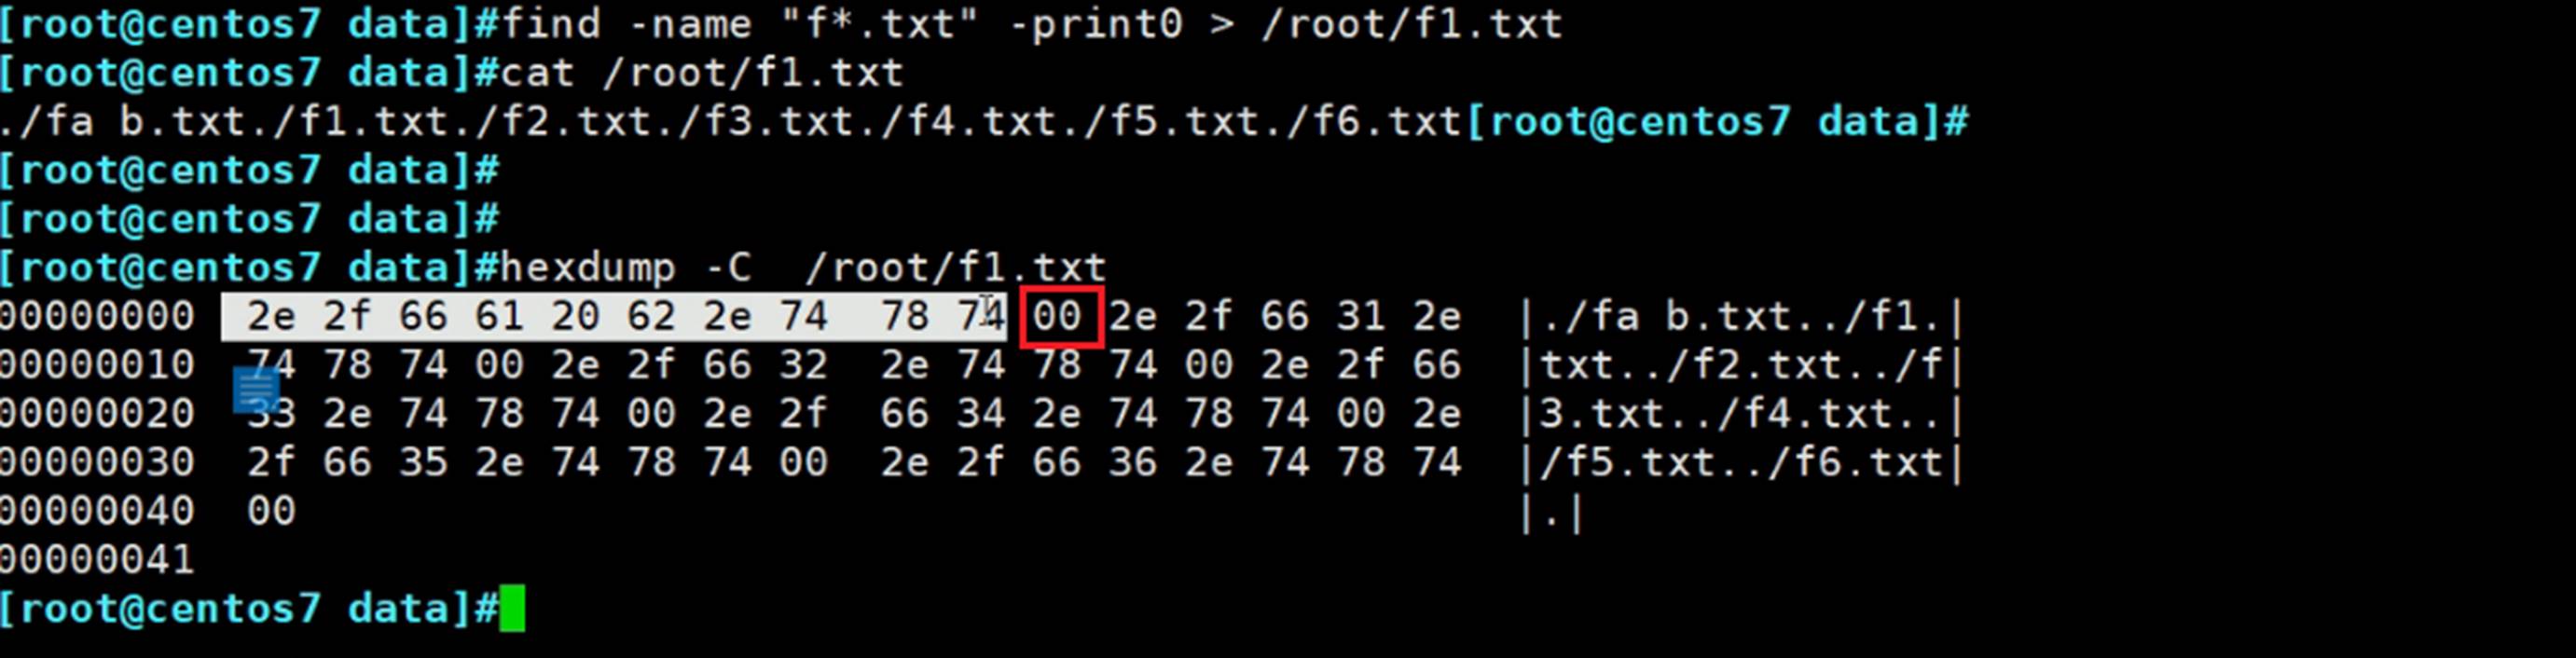 [root@centos7 data]#find -name "f*.txt" -print0 > /root/f1.txt
[root@centos7 data]#cat /root/f1.txt
./fa b.txt./f1.txt./f2.txt./f3.txt./f4.txt./f5.txt./f6.txt[root@centos7 data]#
[root@centos7 data]#
[root@centos7 data]#
[root@centos7 data]#hexdump -C  /root/f1.txt
00000000  2e 2f 66 61 20 62 2e 74  78 74 00 2e 2f 66 31 2e  |./fa b.txt../f1.|
00000010  74 78 74 00 2e 2f 66 32  2e 74 78 74 00 2e 2f 66  |txt../f2.txt../f|
00000020  33 2e 74 78 74 00 2e 2f  66 34 2e 74 78 74 00 2e  |3.txt../f4.txt..|
00000030  2f 66 35 2e 74 78 74 00  2e 2f 66 36 2e 74 78 74  |/f5.txt../f6.txt|
00000040  00                                                |.|
00000041
[root@centos7 data]#